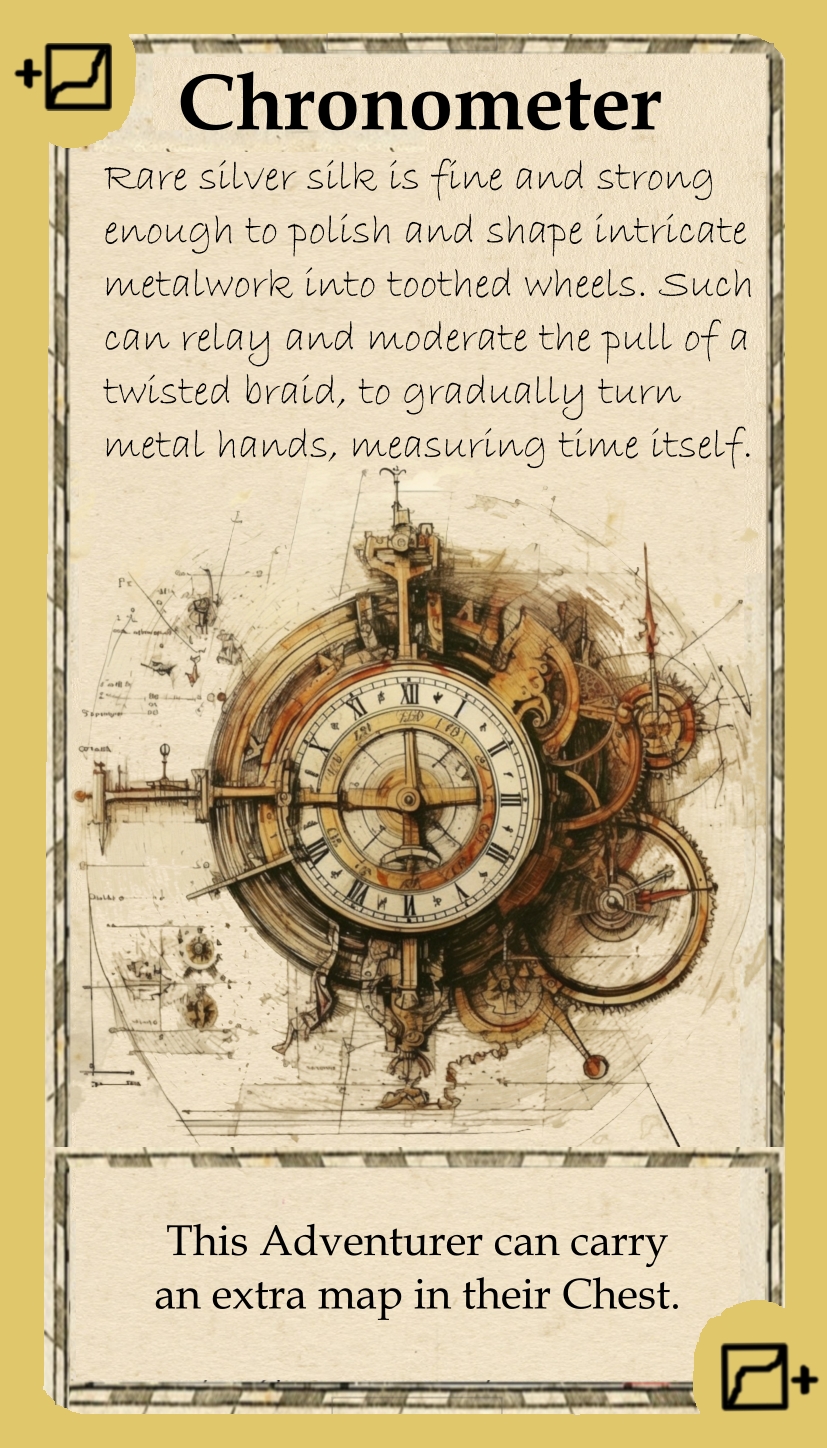 Chronometer
Rare silver silk is fine and strong
enough to polish and shape intricate
metalwork into toothed wheels. Such
can relay and moderate the pull of a
twisted braid, to gradually turn
metal hands, measuring time itself.
This Adventurer can carry
an extra map in their Chest.